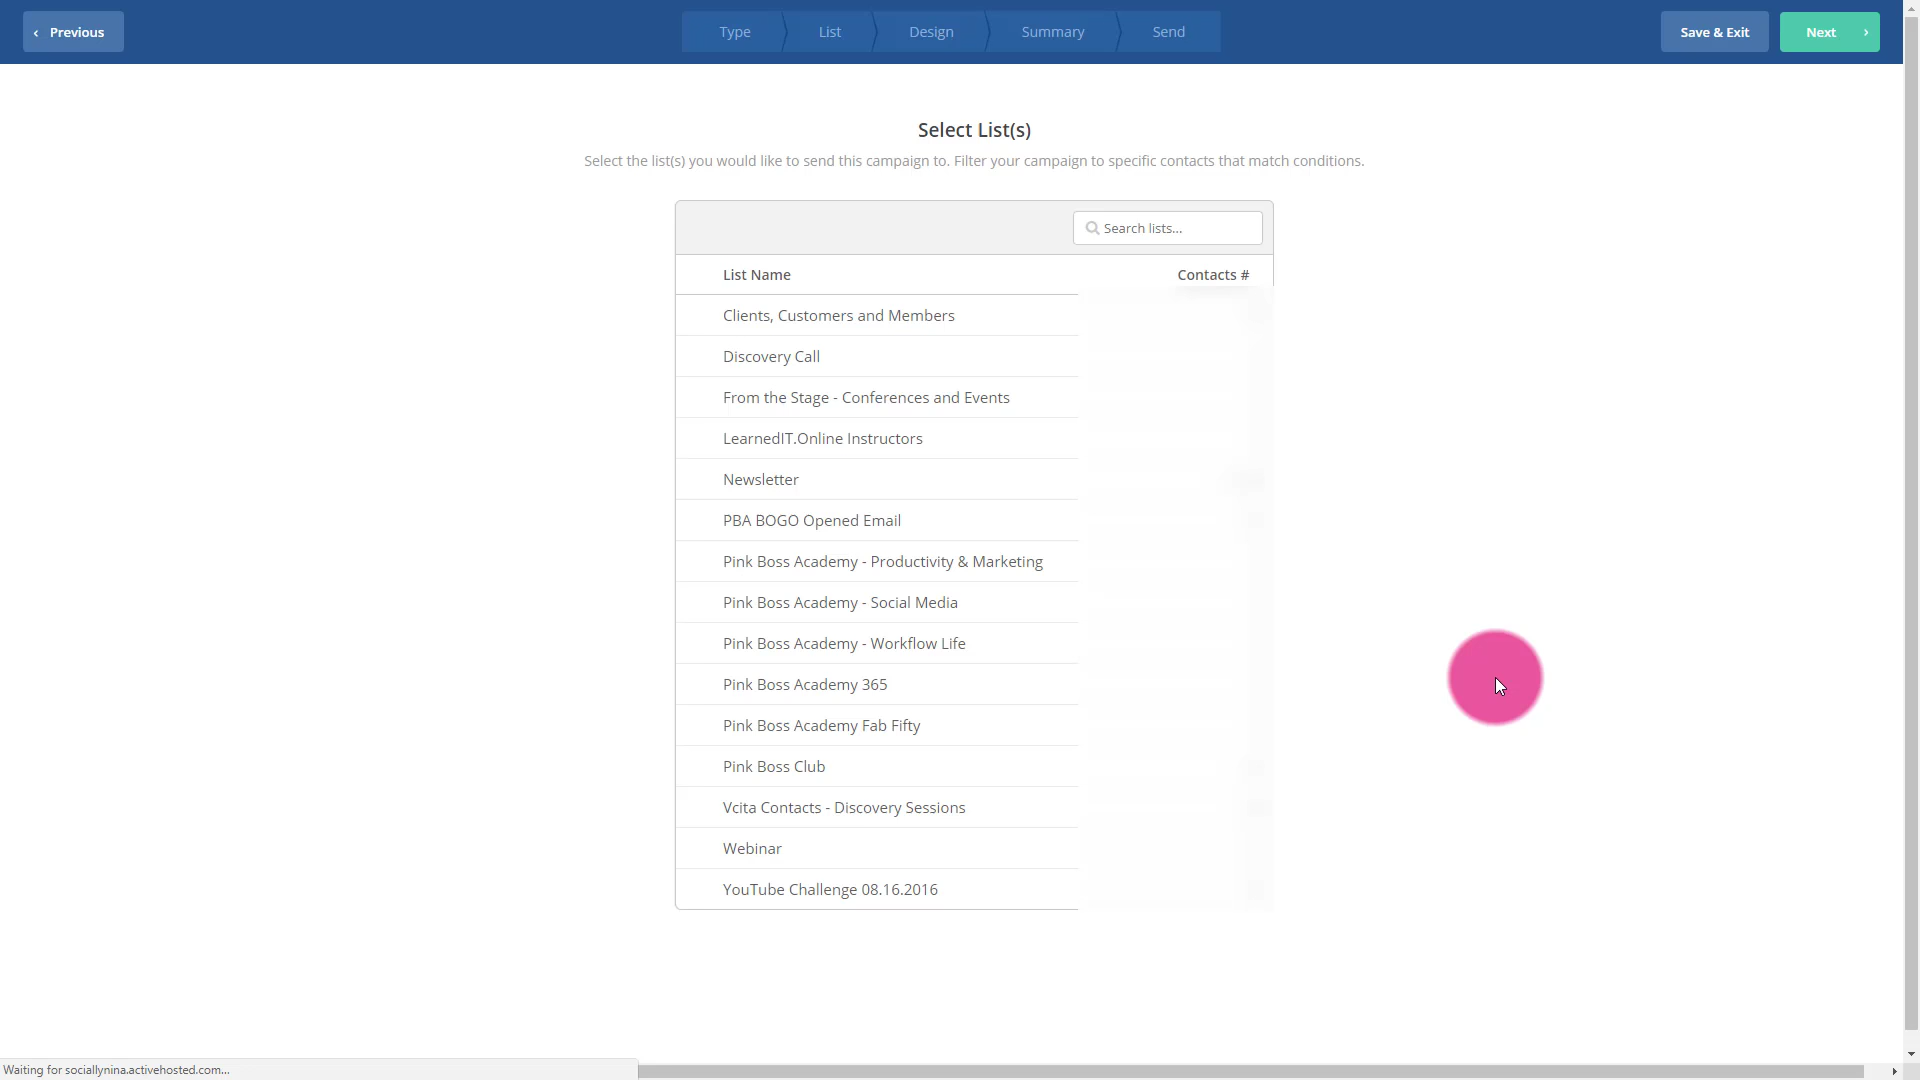 ‹ Previous
Type
List
Design
Summary
Send
Save & Exit
Next ›
Select List(s)
Select the list(s) you would like to send this campaign to. Filter your campaign to specific contacts that match conditions.
Search lists...
List Name Contacts #
Clients, Customers and Members
Discovery Call
From the Stage - Conferences and Events
LearnedIT.Online Instructors
Newsletter
PBA BOGO Opened Email
Pink Boss Academy - Productivity & Marketing
Pink Boss Academy - Social Media
Pink Boss Academy - Workflow Life
Pink Boss Academy 365
Pink Boss Academy Fab Fifty
Pink Boss Club
Vcita Contacts - Discovery Sessions
Webinar
YouTube Challenge 08.16.2016
Waiting for sociallynina.activehosted.com...